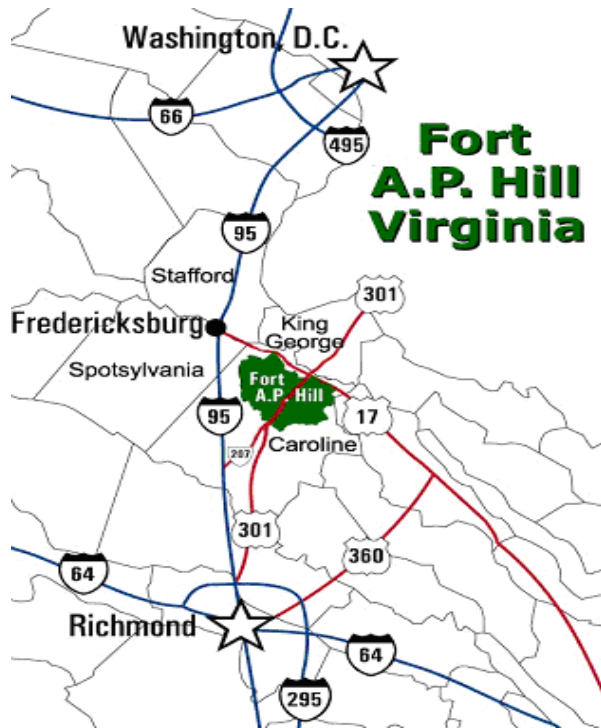 Washington, D.C.
66
495
Fort
A.P. Hill
Virginia
95
Stafford
301
Fredericksburg
King
George
Spotsylvania
Fort
A.P. Hill
95
17
Caroline
207
301
360
64
Richmond
64
295